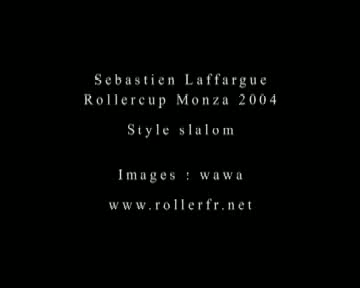 Sebastien Laffargue
Rollercup Monza 2004
Style slalom
Images : wawa
www.rollerfr.net